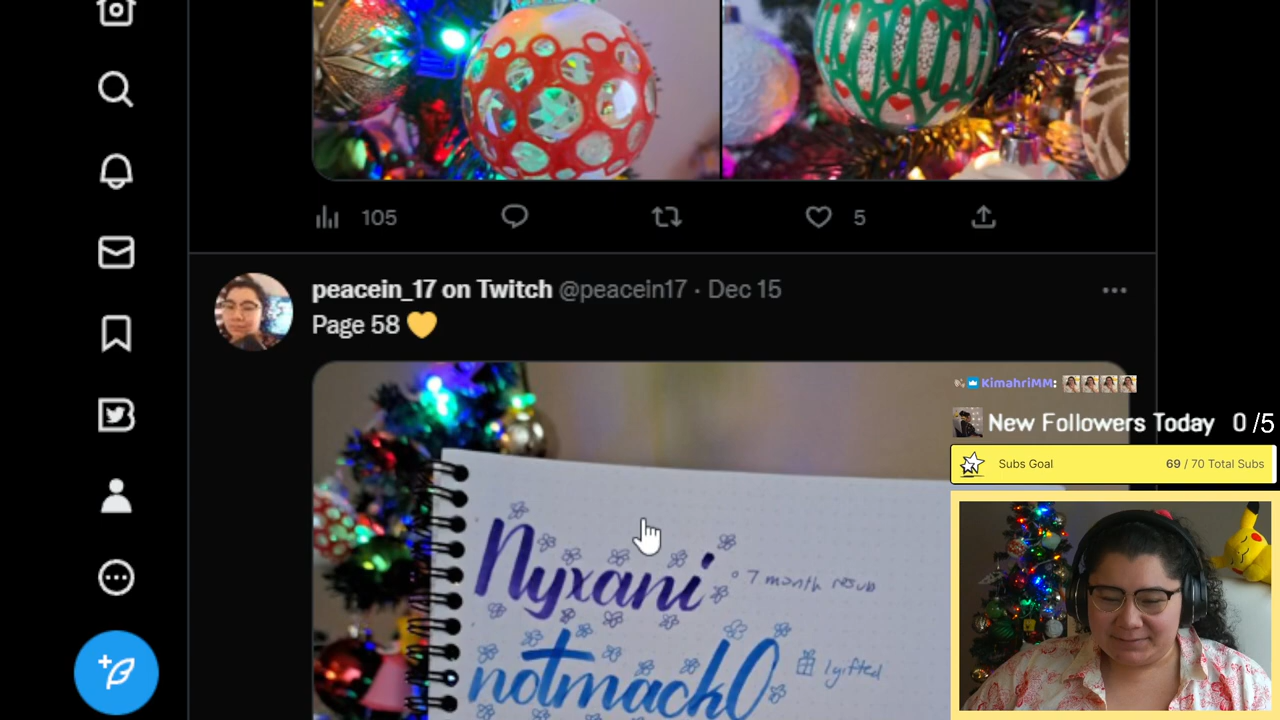 105
5
peacein_17 on Twitch @peacein17 · Dec 15
Page 58 💛
KimahriMM:
New Followers Today 0 /5
Subs Goal 69 / 70 Total Subs
Nyxani ° 7 month resub
notmack0 1 gifted